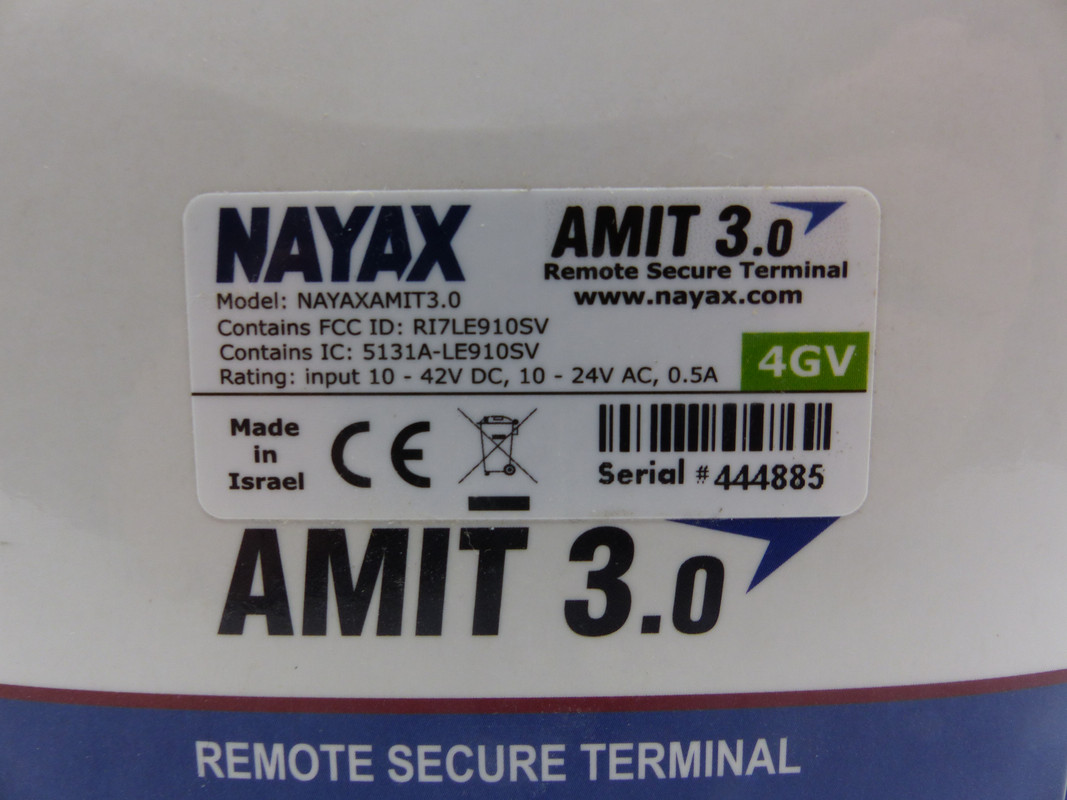 NAYAX
AMIT 3.0
Remote Secure Terminal
www.nayax.com
Model: NAYAXAMIT3.0
Contains FCC ID: RI7LE910SV
Contains IC: 5131A-LE910SV
Rating: input 10 - 42V DC, 10 - 24V AC, 0.5A
4GV
Made
in
Israel
CE
Serial # 444885
AMIT 3.0
REMOTE SECURE TERMINAL